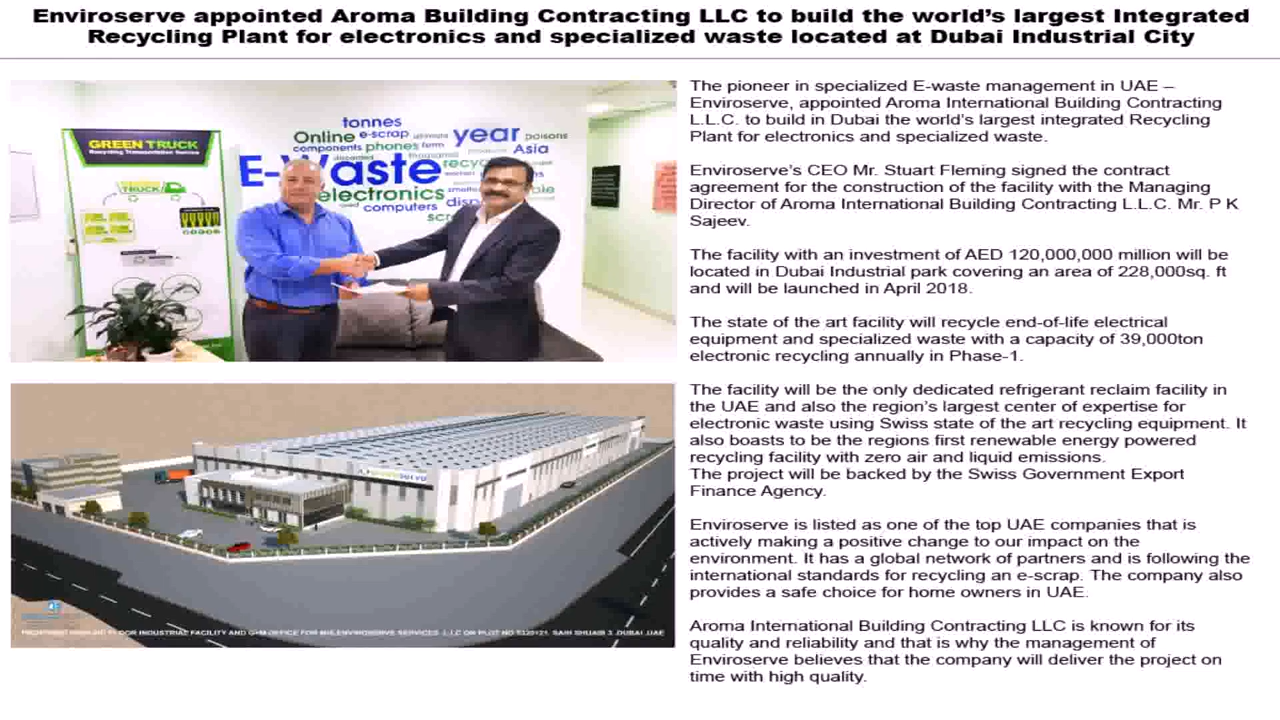 Enviroserve appointed Aroma Building Contracting LLC to build the world's largest Integrated
Recycling Plant for electronics and specialized waste located at Dubai Industrial City
GREEN TRUCK
Recycling Transportation Service
GREEN
TRUCK
tonnes
Online e-scrap ultimate year poisons
components phones farm Asia
discarded thousands
E-Waste
electronics
used computers
The pioneer in specialized E-waste management in UAE –
Enviroserve, appointed Aroma International Building Contracting
L.L.C. to build in Dubai the world's largest integrated Recycling
Plant for electronics and specialized waste.
Enviroserve's CEO Mr. Stuart Fleming signed the contract
agreement for the construction of the facility with the Managing
Director of Aroma International Building Contracting L.L.C. Mr. P K
Sajeev.
The facility with an investment of AED 120,000,000 million will be
located in Dubai Industrial park covering an area of 228,000sq. ft
and will be launched in April 2018.
The state of the art facility will recycle end-of-life electrical
equipment and specialized waste with a capacity of 39,000ton
electronic recycling annually in Phase-1.
The facility will be the only dedicated refrigerant reclaim facility in
the UAE and also the region's largest center of expertise for
electronic waste using Swiss state of the art recycling equipment. It
also boasts to be the regions first renewable energy powered
recycling facility with zero air and liquid emissions.
The project will be backed by the Swiss Government Export
Finance Agency.
Enviroserve is listed as one of the top UAE companies that is
actively making a positive change to our impact on the
environment. It has a global network of partners and is following the
international standards for recycling an e-scrap. The company also
provides a safe choice for home owners in UAE.
Aroma International Building Contracting LLC is known for its
quality and reliability and that is why the management of
Enviroserve believes that the company will deliver the project on
time with high quality.